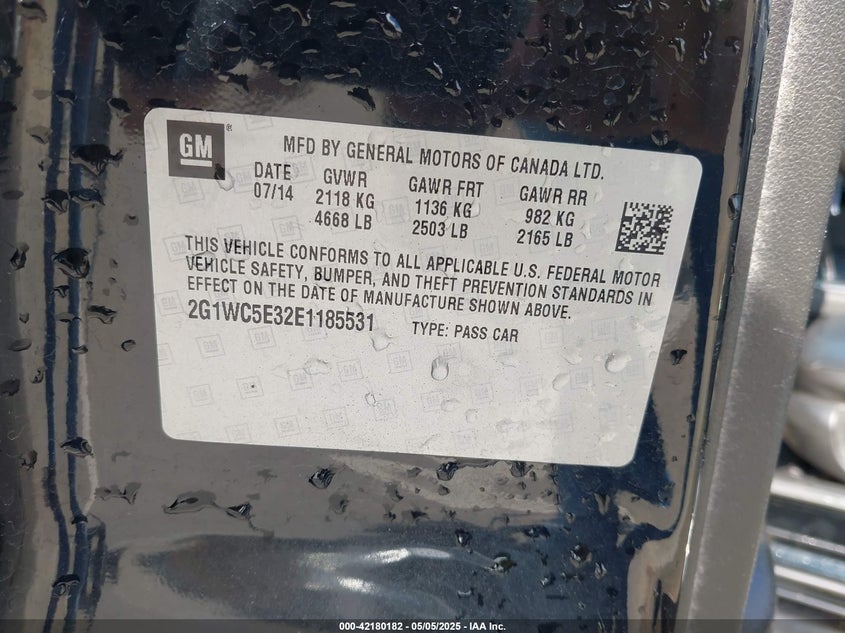 GM ®
MFD BY GENERAL MOTORS OF CANADA LTD.
DATE GVWR GAWR FRT GAWR RR
07/14 2118 KG 1136 KG 982 KG
4668 LB 2503 LB 2165 LB
THIS VEHICLE CONFORMS TO ALL APPLICABLE U.S. FEDERAL MOTOR
VEHICLE SAFETY, BUMPER, AND THEFT PREVENTION STANDARDS IN
EFFECT ON THE DATE OF MANUFACTURE SHOWN ABOVE.
2G1WC5E32E1185531 TYPE: PASS CAR
000-42180182 - 05/05/2025 - IAA Inc.